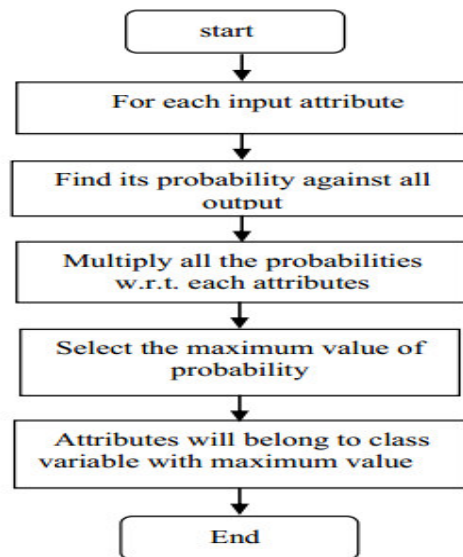 start
For each input attribute
Find its probability against all
output
Multiply all the probabilities
w.r.t. each attributes
Select the maximum value of
probability
Attributes will belong to class
variable with maximum value
End